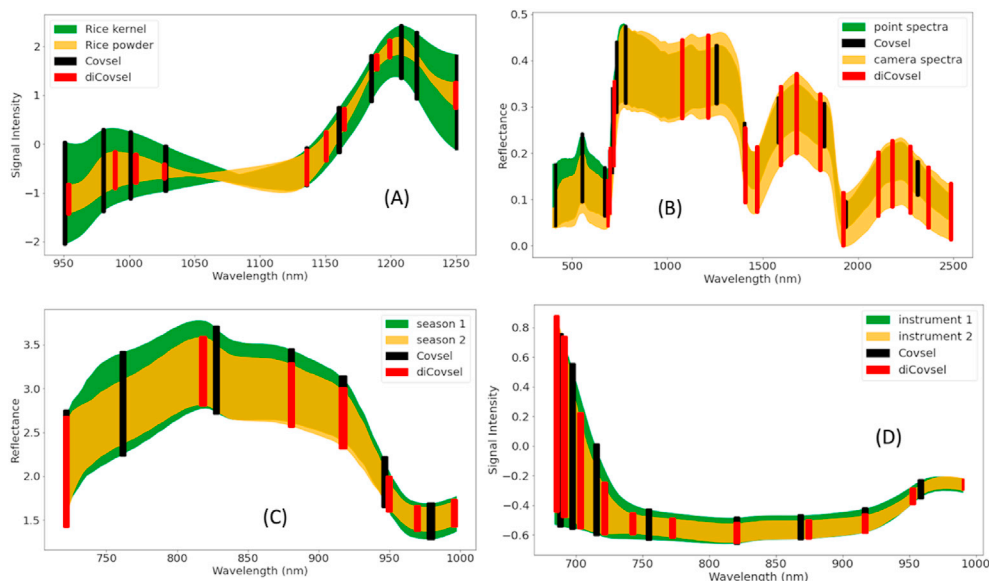 Rice kernel
Rice powder
Covsel
diCovsel
Signal Intensity
2
1
0
−1
−2
(A)
950 1000 1050 1100 1150 1200 1250
Wavelength (nm)
point spectra
Covsel
camera spectra
diCovsel
Reflectance
0.5
0.4
0.3
0.2
0.1
0.0
(B)
500 1000 1500 2000 2500
Wavelength (nm)
season 1
season 2
Covsel
diCovsel
Reflectance
3.5
3.0
2.5
2.0
1.5
(C)
750 800 850 900 950 1000
Wavelength (nm)
instrument 1
instrument 2
Covsel
diCovsel
Signal Intensity
0.8
0.6
0.4
0.2
0.0
−0.2
−0.4
−0.6
(D)
700 750 800 850 900 950 1000
Wavelength (nm)